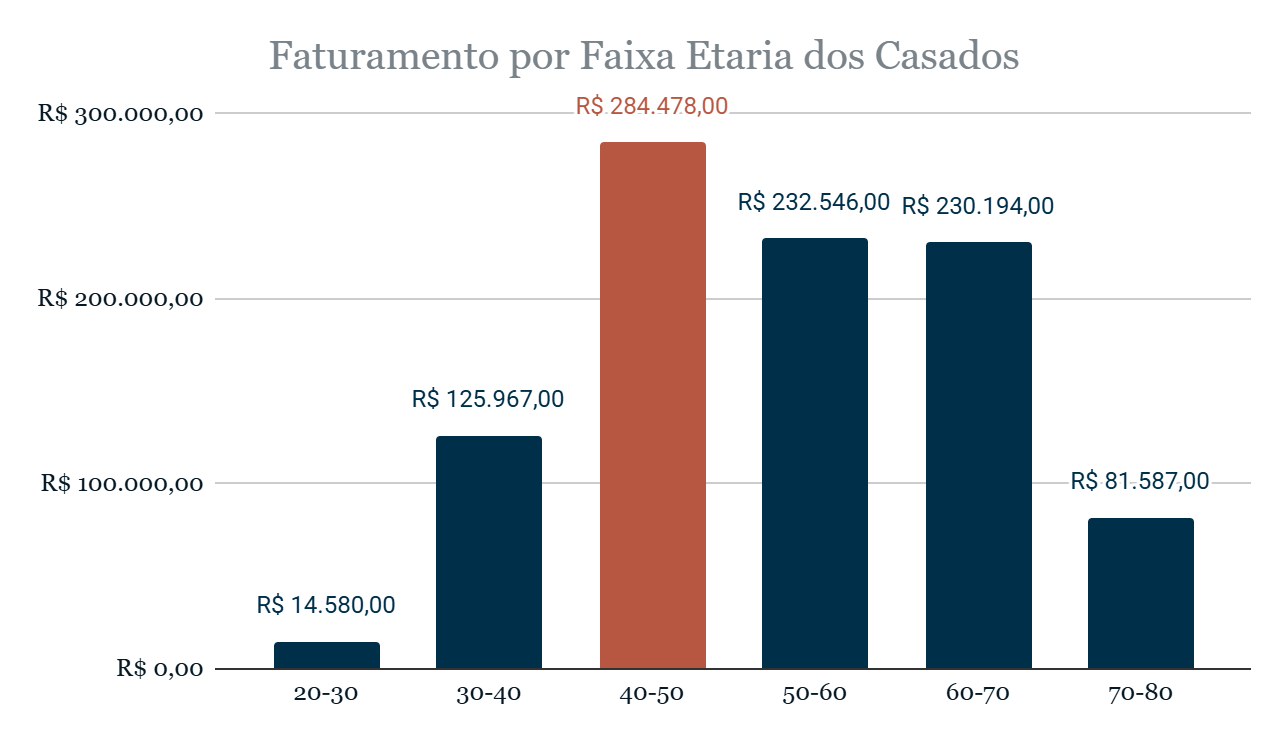 Faturamento por Faixa Etaria dos Casados
R$ 300.000,00
R$ 284.478,00
R$ 232.546,00
R$ 230.194,00
R$ 200.000,00
R$ 125.967,00
R$ 100.000,00
R$ 81.587,00
R$ 14.580,00
R$ 0,00
20-30
30-40
40-50
50-60
60-70
70-80